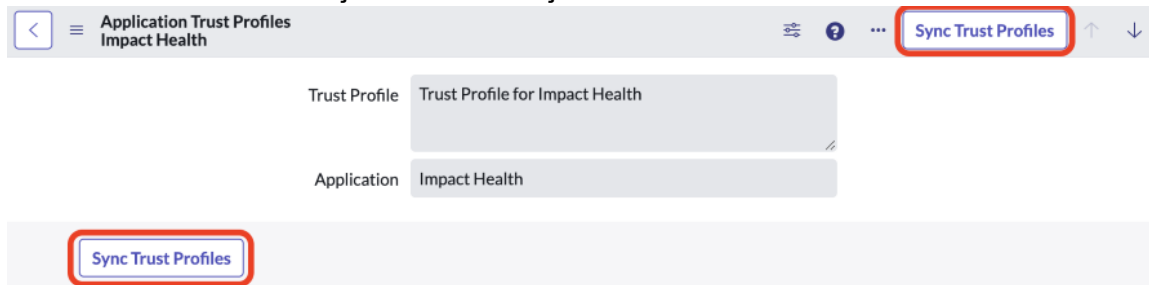 Application Trust Profiles
Impact Health
Sync Trust Profiles
Trust Profile
Trust Profile for Impact Health
Application
Impact Health
Sync Trust Profiles